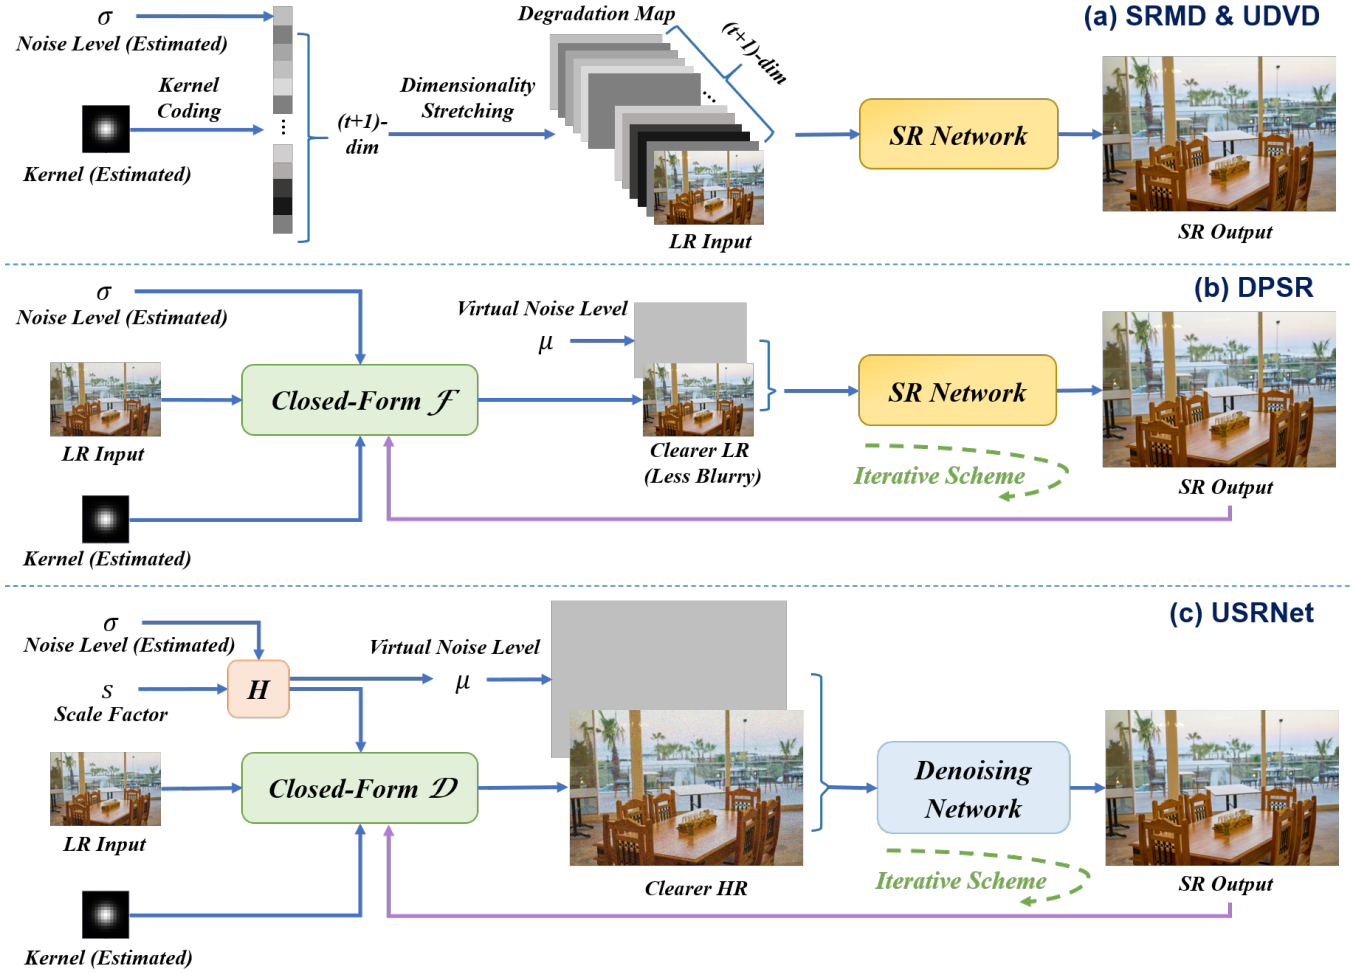 (a) SRMD & UDVD
σ
Noise Level (Estimated)
Kernel
Coding
Kernel (Estimated)
⋮
(t+1)-
dim
Dimensionality
Stretching
Degradation Map
(t+1)-dim
...
LR Input
SR Network
SR Output
(b) DPSR
σ
Noise Level (Estimated)
LR Input
Kernel (Estimated)
Closed-Form ℱ
Virtual Noise Level
μ
Clearer LR
(Less Blurry)
SR Network
Iterative Scheme
SR Output
(c) USRNet
σ
Noise Level (Estimated)
s
Scale Factor
H
LR Input
Kernel (Estimated)
Closed-Form 𝒟
Virtual Noise Level
μ
Clearer HR
Denoising
Network
Iterative Scheme
SR Output